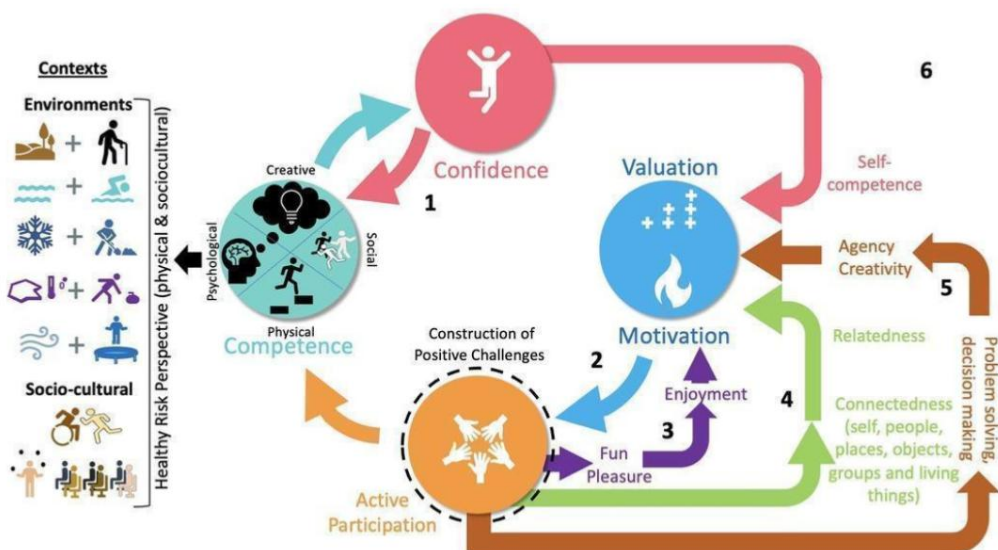 Contexts
Environments
Socio-cultural
Healthy Risk Perspective (physical & sociocultural)
Creative
Psychological
Social
Physical
Competence
Confidence
1
Construction of
Positive Challenges
Active
Participation
Valuation
Motivation
2
Fun
Pleasure
3
Enjoyment
4
Connectedness
(self, people,
places, objects,
groups and living
things)
Relatedness
5
Problem solving,
decision making
Agency
Creativity
6
Self-
competence